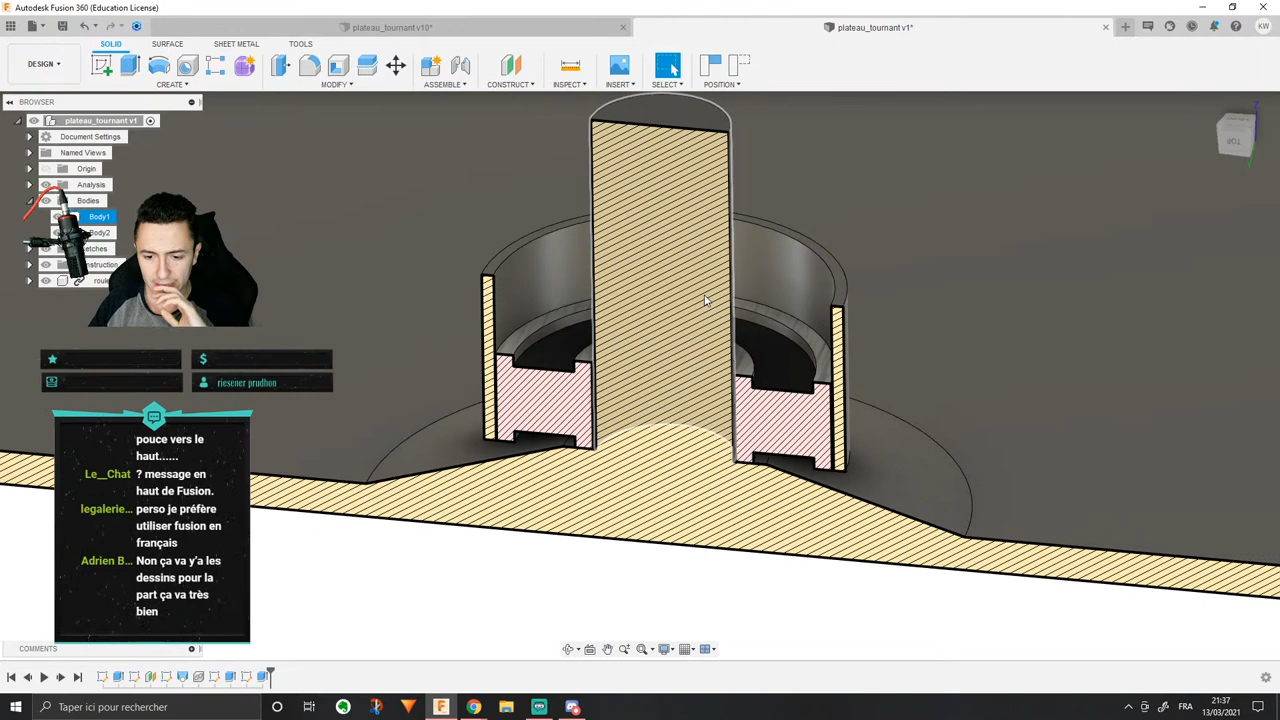 Autodesk Fusion 360 (Education License)
plateau_tournant v10*
plateau_tournant v1*
KW
DESIGN
SOLID
SURFACE
SHEET METAL
TOOLS
CREATE
MODIFY
ASSEMBLE
CONSTRUCT
INSPECT
INSERT
SELECT
POSITION
BROWSER
plateau_tournant v1
Document Settings
Named Views
Origin
Analysis
Bodies
Body1
Body2
TOP
riesener prudhon
pouce vers le
haut......
Le__Chat ? message en
haut de Fusion.
legalerie... perso je préfère
utiliser fusion en
français
Adrien B... Non ça va y'a les
dessins pour la
part ça va très
bien
COMMENTS
Taper ici pour rechercher
FRA
21:37
13/03/2021